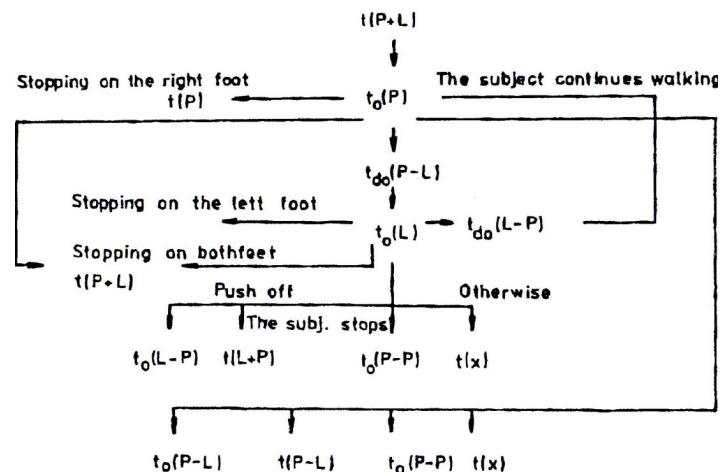 t(P+L)
Stopping on the right foot
The subject continues walking
t(P)
t₀(P)
t_do(P-L)
Stopping on the left foot
t₀(L)
t_do(L-P)
Stopping on bothfeet
t(P+L)
Push off
Otherwise
The subj. stops
t₀(L-P) t(L+P) t₀(P-P) t(x)
t₀(P-L) t(P-L) t₀(P-P) t(x)